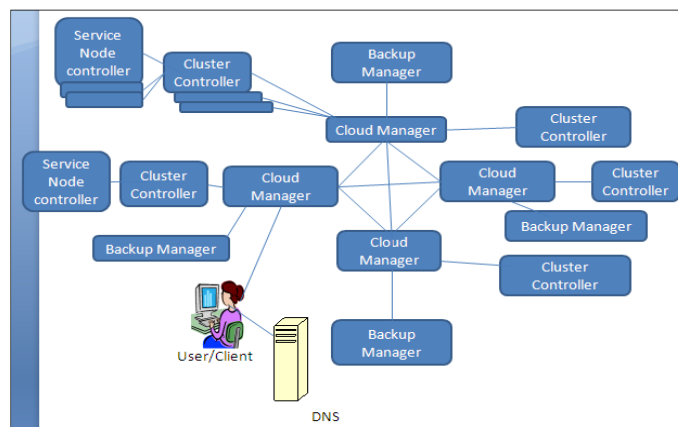 Service
Node
controller
Cluster
Controller
Backup
Manager
Cloud Manager
Cluster
Controller
Service
Node
controller
Cluster
Controller
Cloud
Manager
Cloud
Manager
Cluster
Controller
Backup Manager
Backup Manager
Cloud
Manager
Cluster
Controller
Backup
Manager
User/Client
DNS